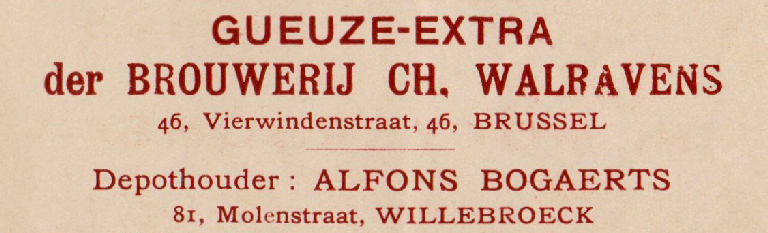 GUEUZE-EXTRA
der BROUWERIJ CH. WALRAVENS
46, Vierwindenstraat, 46, BRUSSEL
Depothouder : ALFONS BOGAERTS
81, Molenstraat, WILLEBROECK